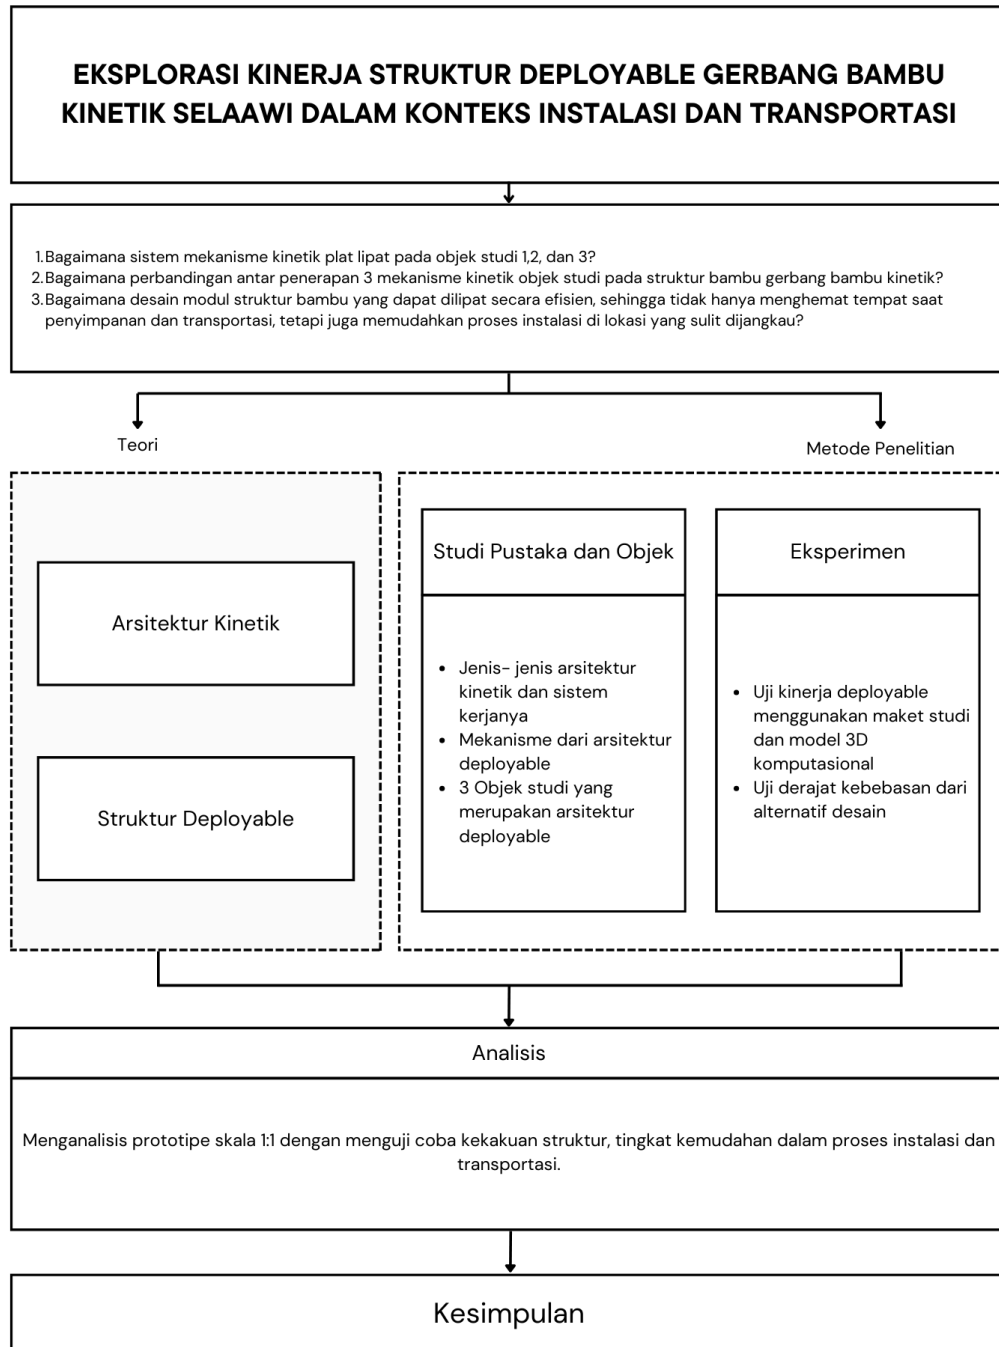 EKSPLORASI KINERJA STRUKTUR DEPLOYABLE GERBANG BAMBU
KINETIK SELAAWI DALAM KONTEKS INSTALASI DAN TRANSPORTASI
1. Bagaimana sistem mekanisme kinetik plat lipat pada objek studi 1,2, dan 3?
2. Bagaimana perbandingan antar penerapan 3 mekanisme kinetik objek studi pada struktur bambu gerbang bambu kinetik?
3. Bagaimana desain modul struktur bambu yang dapat dilipat secara efisien, sehingga tidak hanya menghemat tempat saat
penyimpanan dan transportasi, tetapi juga memudahkan proses instalasi di lokasi yang sulit dijangkau?
Teori
Metode Penelitian
Arsitektur Kinetik
Struktur Deployable
Studi Pustaka dan Objek
• Jenis- jenis arsitektur
kinetik dan sistem
kerjanya
• Mekanisme dari arsitektur
deployable
• 3 Objek studi yang
merupakan arsitektur
deployable
Eksperimen
• Uji kinerja deployable
menggunakan maket studi
dan model 3D
komputasional
• Uji derajat kebebasan dari
alternatif desain
Analisis
Menganalisis prototipe skala 1:1 dengan menguji coba kekakuan struktur, tingkat kemudahan dalam proses instalasi dan
transportasi.
Kesimpulan